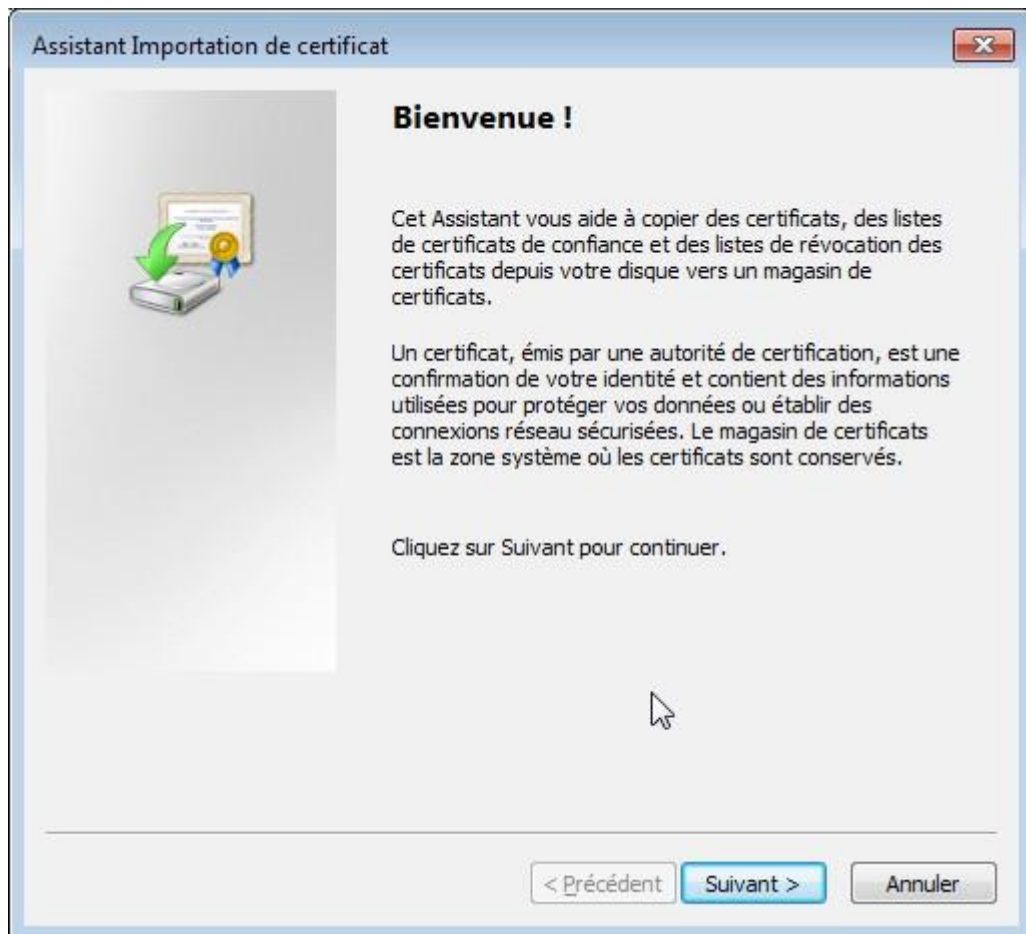 Assistant Importation de certificat
Bienvenue !
Cet Assistant vous aide à copier des certificats, des listes
de certificats de confiance et des listes de révocation des
certificats depuis votre disque vers un magasin de
certificats.
Un certificat, émis par une autorité de certification, est une
confirmation de votre identité et contient des informations
utilisées pour protéger vos données ou établir des
connexions réseau sécurisées. Le magasin de certificats
est la zone système où les certificats sont conservés.
Cliquez sur Suivant pour continuer.
< Précédent Suivant > Annuler